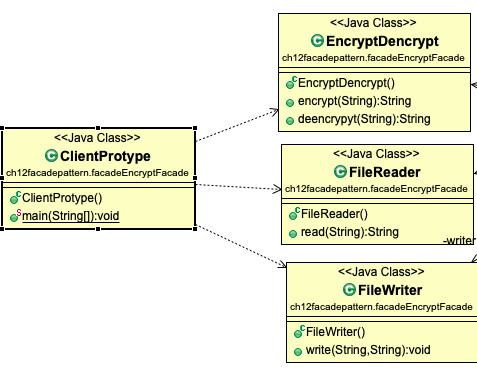 <<Java Class>>
EncryptDencrypt
ch12facadepattern.facadeEncryptFacade
EncryptDencrypt()
encrypt(String):String
deencrypyt(String):String
<<Java Class>>
ClientProtype
ch12facadepattern.facadeEncryptFacade
ClientProtype()
main(String[]):void
<<Java Class>>
FileReader
ch12facadepattern.facadeEncryptFacade
FileReader()
read(String):String
-writer
<<Java Class>>
FileWriter
ch12facadepattern.facadeEncryptFacade
FileWriter()
write(String,String):void